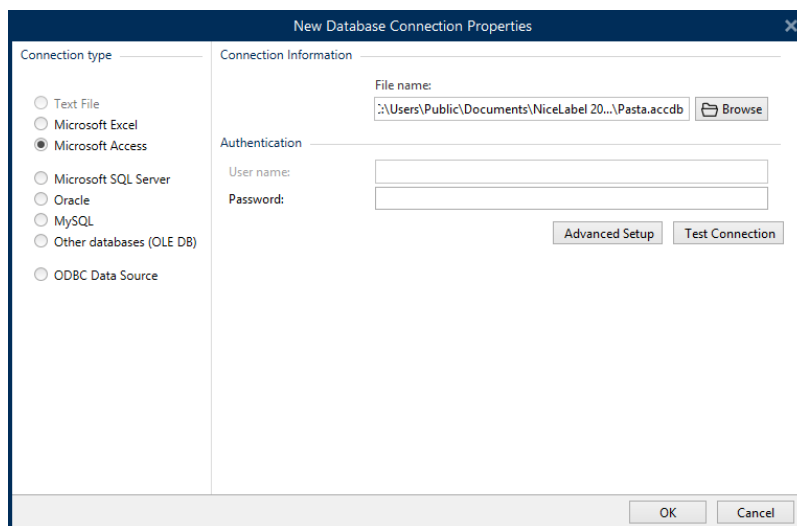 New Database Connection Properties
Connection type
Text File
Microsoft Excel
Microsoft Access
Microsoft SQL Server
Oracle
MySQL
Other databases (OLE DB)
ODBC Data Source
Connection Information
File name:
:\Users\Public\Documents\NiceLabel 20...\Pasta.accdb
Browse
Authentication
User name:
Password:
Advanced Setup
Test Connection
OK
Cancel